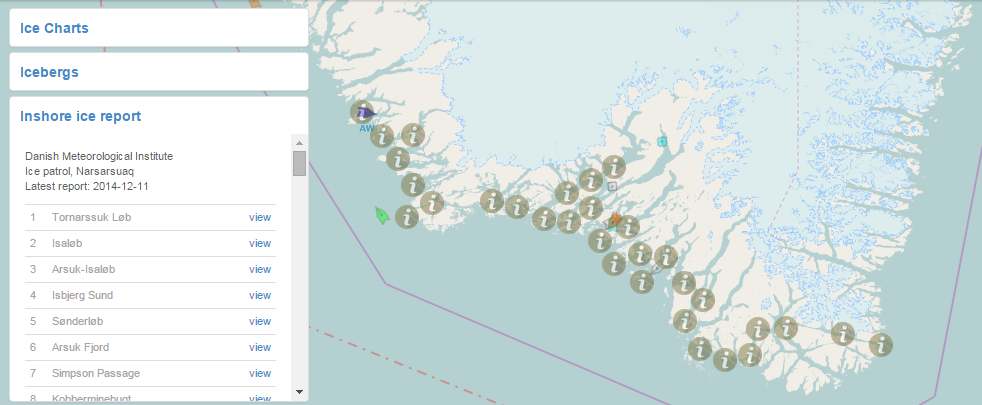 Ice Charts
Icebergs
Inshore ice report
Danish Meteorological Institute
Ice patrol, Narsarsuaq
Latest report: 2014-12-11
1 Tornarssuk Løb view
2 Isaløb view
3 Arsuk-Isaløb view
4 Isbjerg Sund view
5 Sønderløb view
6 Arsuk Fjord view
7 Simpson Passage view
8 Kobberminebugt view
AW